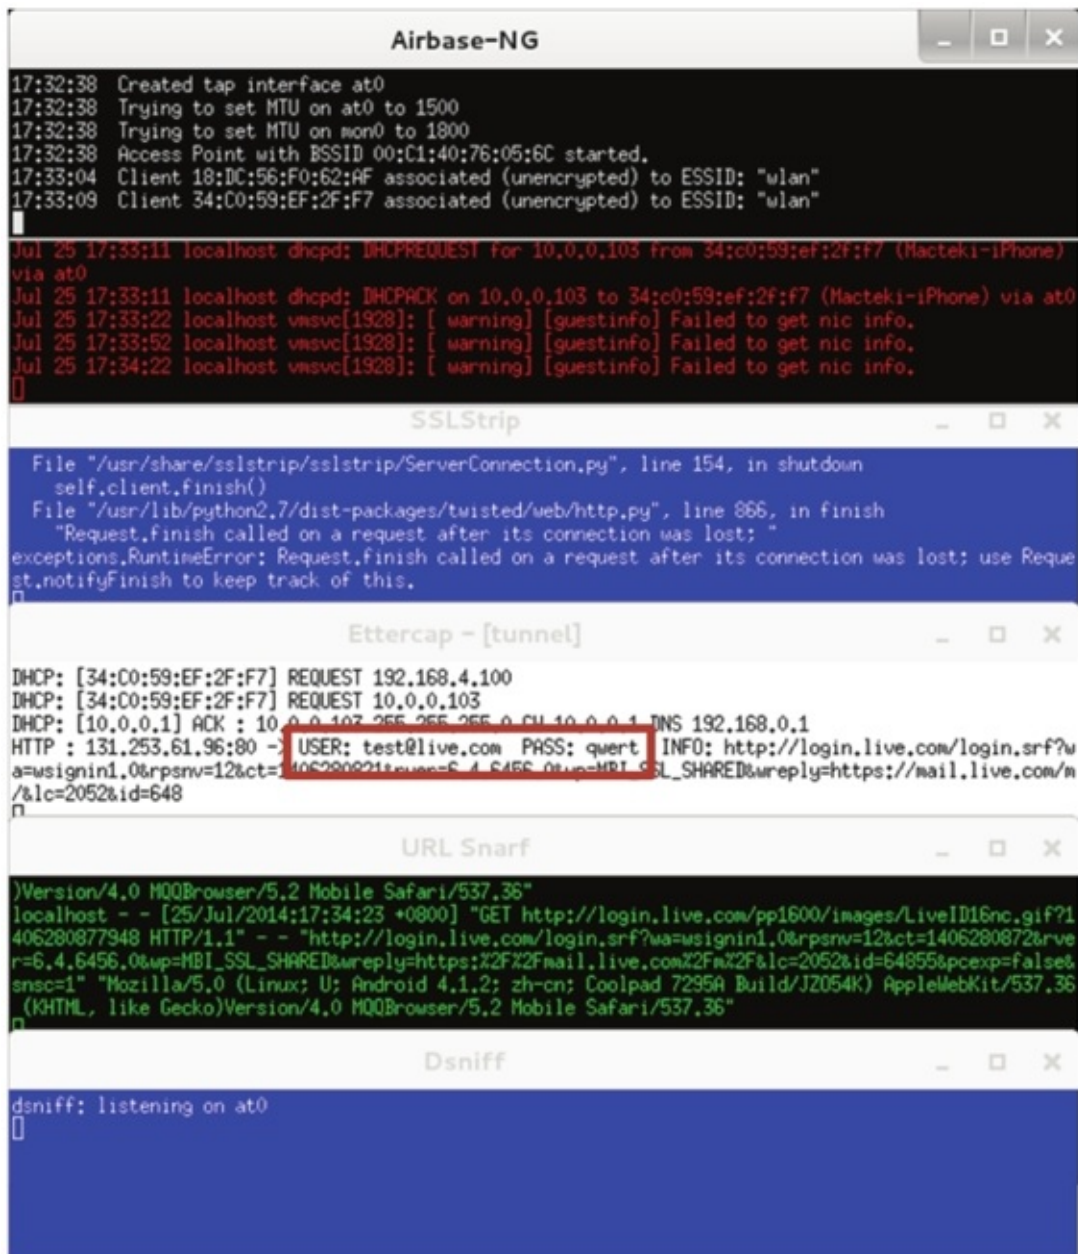 Airbase-NG
17:32:38 Created tap interface at0
17:32:38 Trying to set MTU on at0 to 1500
17:32:38 Trying to set MTU on mon0 to 1800
17:32:38 Access Point with BSSID 00:C1:40:76:05:6C started.
17:33:04 Client 18:DC:56:F0:62:AF associated (unencrypted) to ESSID: "wlan"
17:33:09 Client 34:C0:59:EF:2F:F7 associated (unencrypted) to ESSID: "wlan"
Jul 25 17:33:11 localhost dhcpd: DHCPREQUEST for 10.0.0.103 from 34:c0:59:ef:2f:f7 (Macteki-iPhone)
via at0
Jul 25 17:33:11 localhost dhcpd: DHCPACK on 10.0.0.103 to 34:c0:59:ef:2f:f7 (Macteki-iPhone) via at0
Jul 25 17:33:22 localhost vmsvc[1928]: [ warning] [guestinfo] Failed to get nic info.
Jul 25 17:33:52 localhost vmsvc[1928]: [ warning] [guestinfo] Failed to get nic info.
Jul 25 17:34:22 localhost vmsvc[1928]: [ warning] [guestinfo] Failed to get nic info.
SSLStrip
File "/usr/share/sslstrip/sslstrip/ServerConnection.py", line 154, in shutdown
self.client.finish()
File "/usr/lib/python2.7/dist-packages/twisted/web/http.py", line 866, in finish
"Request.finish called on a request after its connection was lost; "
exceptions.RuntimeError: Request.finish called on a request after its connection was lost; use Reque
st.notifyFinish to keep track of this.
Ettercap - [tunnel]
DHCP: [34:C0:59:EF:2F:F7] REQUEST 192.168.4.100
DHCP: [34:C0:59:EF:2F:F7] REQUEST 10.0.0.103
DHCP: [10.0.0.1] ACK : 10.0.0.103 255.255.255.0 GW 10.0.0.1 DNS 192.168.0.1
HTTP : 131.253.61.96:80 -> USER: test@live.com PASS: qwert INFO: http://login.live.com/login.srf?w
a=wsignin1.0&rpsnv=12&ct=1406280821&rver=6.4.6456.0&wp=MBI_SSL_SHARED&wreply=https://mail.live.com/m
/&lc=2052&id=648
URL Snarf
)Version/4.0 MQQBrowser/5.2 Mobile Safari/537.36"
localhost - - [25/Jul/2014:17:34:23 +0800] "GET http://login.live.com/pp1600/images/LiveID16nc.gif?1
406280877948 HTTP/1.1" - - "http://login.live.com/login.srf?wa=wsignin1.0&rpsnv=12&ct=1406280872&rve
r=6.4.6456.0&wp=MBI_SSL_SHARED&wreply=https:%2F%2Fmail.live.com%2Fm%2F&lc=2052&id=64855&pcexp=false&
snsc=1" "Mozilla/5.0 (Linux; U; Android 4.1.2; zh-cn; Coolpad 7295A Build/JZO54K) AppleWebKit/537.36
(KHTML, like Gecko)Version/4.0 MQQBrowser/5.2 Mobile Safari/537.36"
Dsniff
dsniff: listening on at0